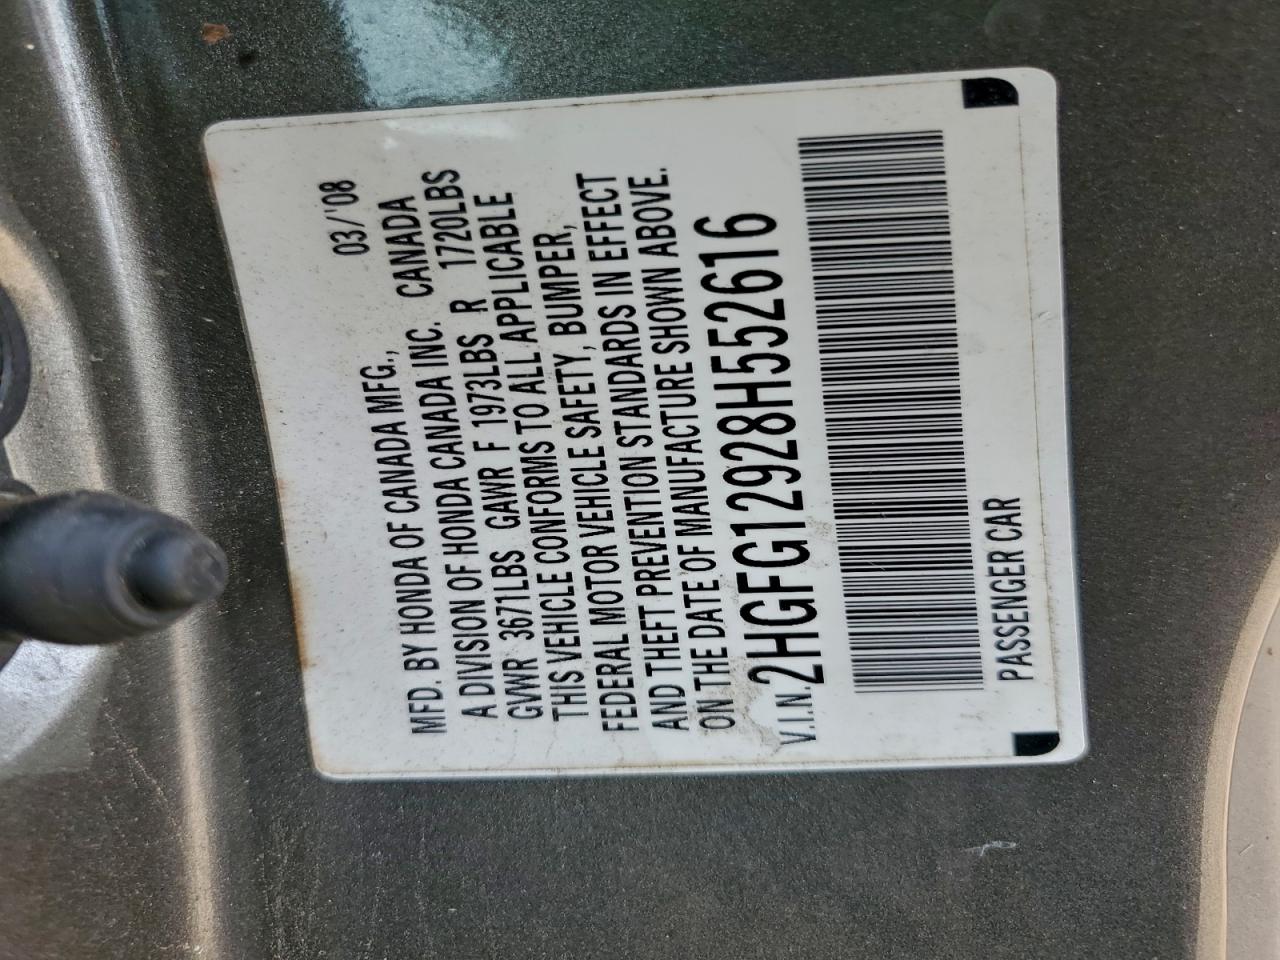 MFD. BY HONDA OF CANADA MFG., 03/'08
A DIVISION OF HONDA CANADA INC. CANADA
GVWR 3671LBS GAWR F 1973LBS R 1720LBS
THIS VEHICLE CONFORMS TO ALL APPLICABLE
FEDERAL MOTOR VEHICLE SAFETY, BUMPER,
AND THEFT PREVENTION STANDARDS IN EFFECT
ON THE DATE OF MANUFACTURE SHOWN ABOVE.
V.I.N. 2HGFG12928H552616
PASSENGER CAR